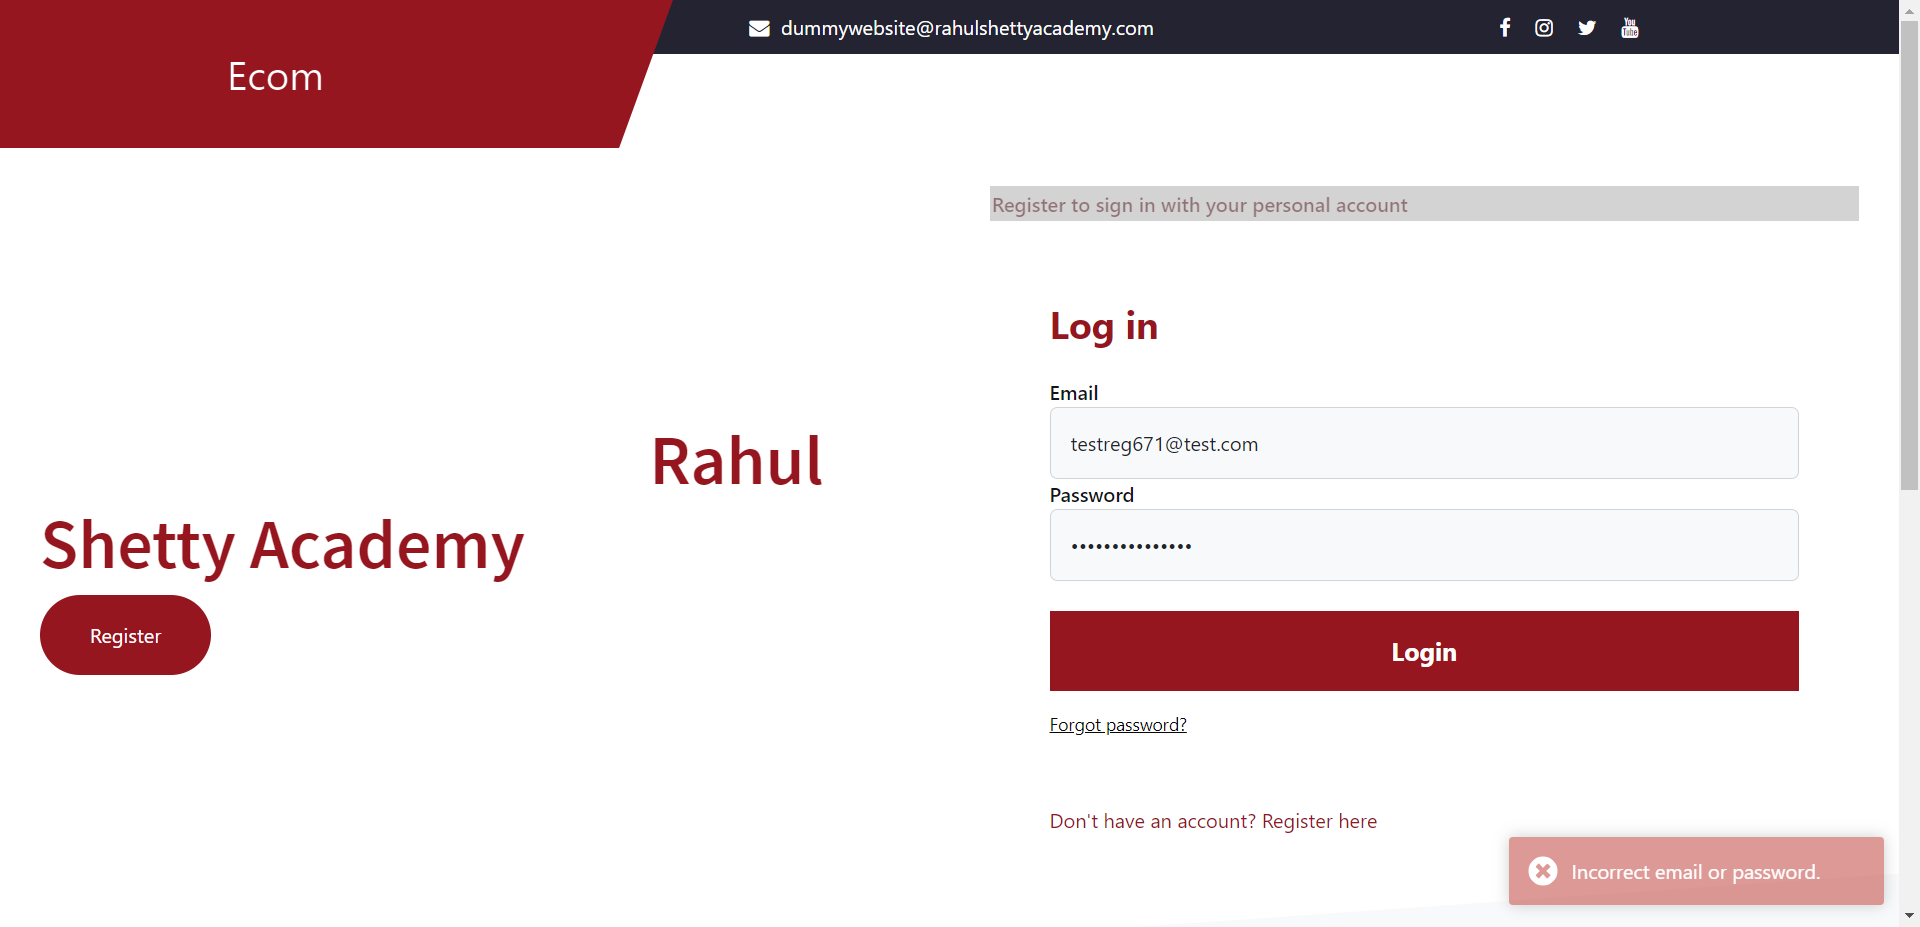 Ecom
dummywebsite@rahulshettyacademy.com
Register to sign in with your personal account
Rahul
Shetty Academy
Register
Log in
Email
testreg671@test.com
Password
•••••••••••••••
Login
Forgot password?
Don't have an account? Register here
Incorrect email or password.